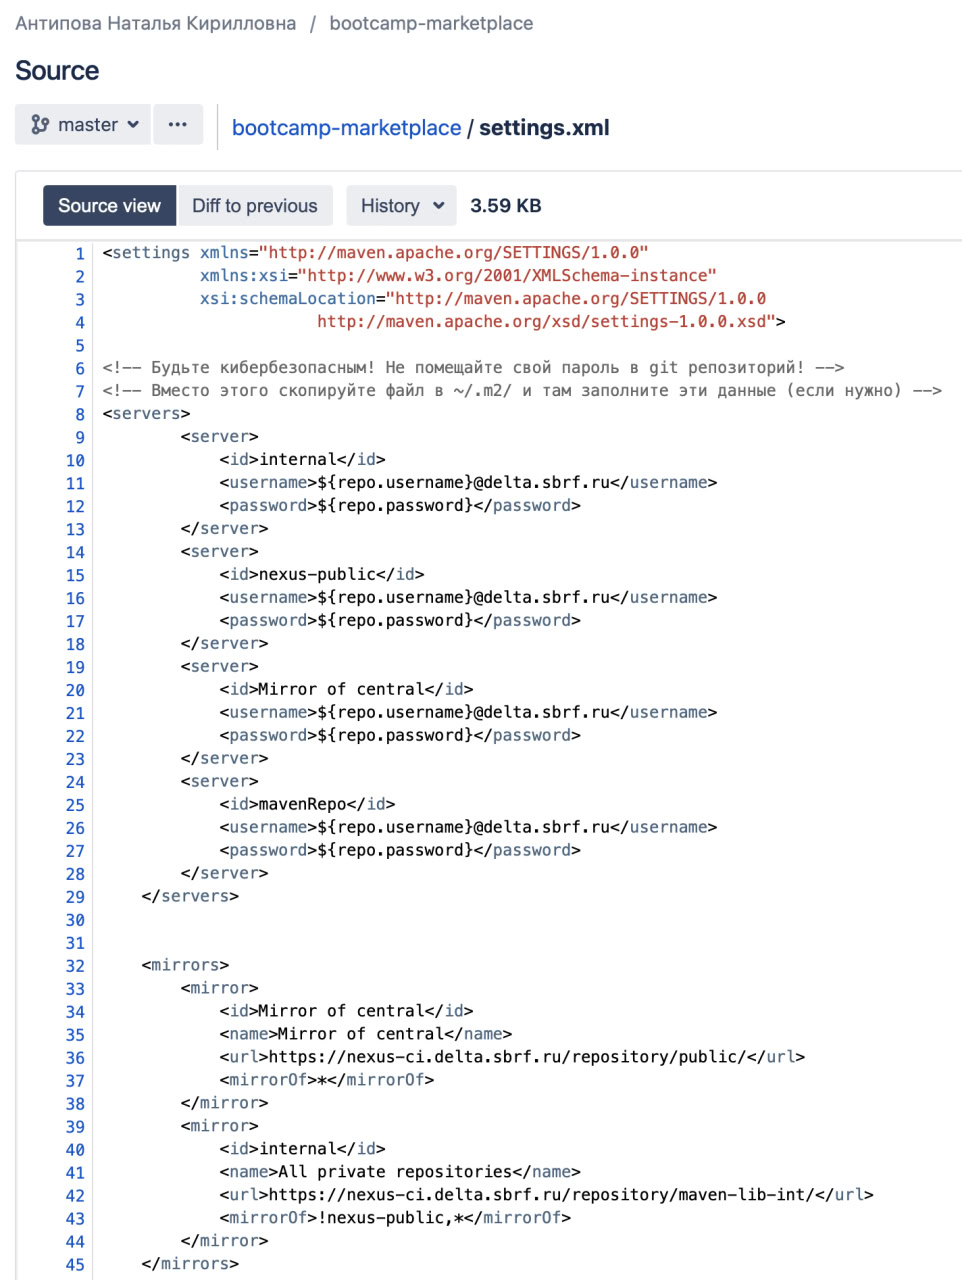 Антипова Наталья Кирилловна / bootcamp-marketplace
Source
master ··· bootcamp-marketplace / settings.xml
Source view Diff to previous History 3.59 KB
1 <settings xmlns="http://maven.apache.org/SETTINGS/1.0.0"
2 xmlns:xsi="http://www.w3.org/2001/XMLSchema-instance"
3 xsi:schemaLocation="http://maven.apache.org/SETTINGS/1.0.0
4 http://maven.apache.org/xsd/settings-1.0.0.xsd">
5
6 <!-- Будьте кибербезопасным! Не помещайте свой пароль в git репозиторий! -->
7 <!-- Вместо этого скопируйте файл в ~/.m2/ и там заполните эти данные (если нужно) -->
8 <servers>
9 <server>
10 <id>internal</id>
11 <username>${repo.username}@delta.sbrf.ru</username>
12 <password>${repo.password}</password>
13 </server>
14 <server>
15 <id>nexus-public</id>
16 <username>${repo.username}@delta.sbrf.ru</username>
17 <password>${repo.password}</password>
18 </server>
19 <server>
20 <id>Mirror of central</id>
21 <username>${repo.username}@delta.sbrf.ru</username>
22 <password>${repo.password}</password>
23 </server>
24 <server>
25 <id>mavenRepo</id>
26 <username>${repo.username}@delta.sbrf.ru</username>
27 <password>${repo.password}</password>
28 </server>
29 </servers>
30
31
32 <mirrors>
33 <mirror>
34 <id>Mirror of central</id>
35 <name>Mirror of central</name>
36 <url>https://nexus-ci.delta.sbrf.ru/repository/public/</url>
37 <mirrorOf>*</mirrorOf>
38 </mirror>
39 <mirror>
40 <id>internal</id>
41 <name>All private repositories</name>
42 <url>https://nexus-ci.delta.sbrf.ru/repository/maven-lib-int/</url>
43 <mirrorOf>!nexus-public,*</mirrorOf>
44 </mirror>
45 </mirrors>